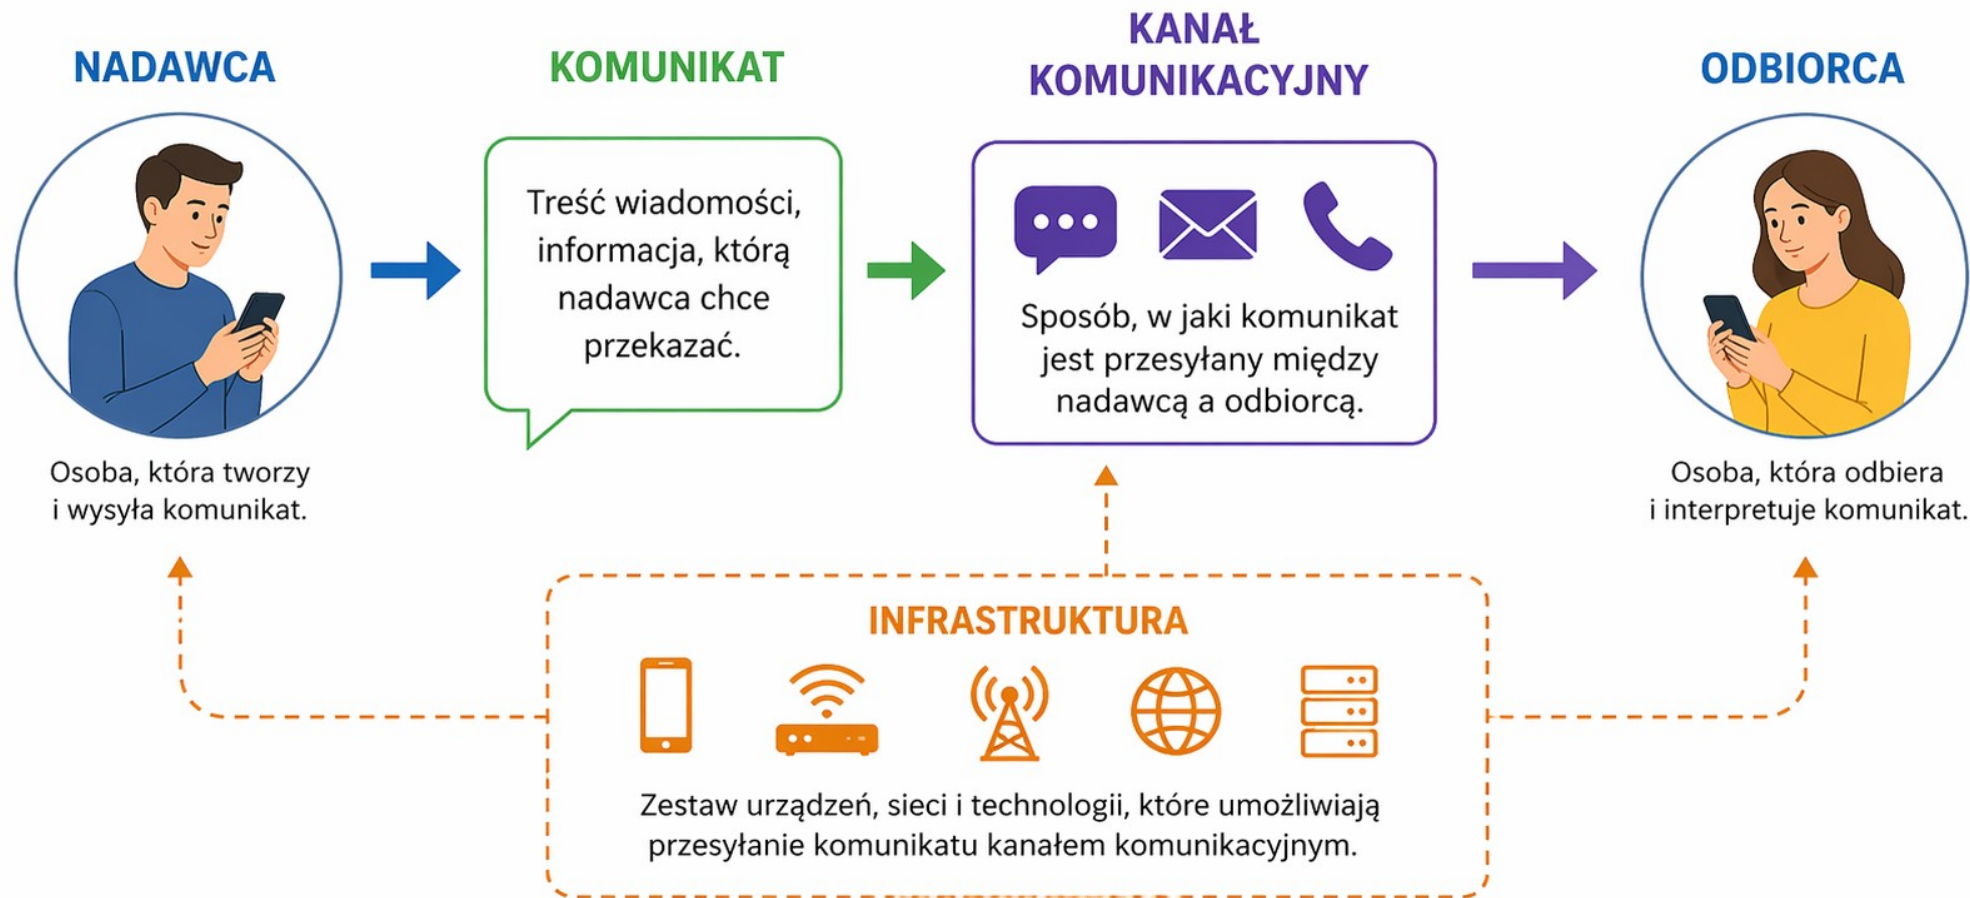 NADAWCA
Osoba, która tworzy
i wysyła komunikat.
KOMUNIKAT
Treść wiadomości,
informacja, którą
nadawca chce
przekazać.
KANAŁ
KOMUNIKACYJNY
Sposób, w jaki komunikat
jest przesyłany między
nadawcą a odbiorcą.
ODBIORCA
Osoba, która odbiera
i interpretuje komunikat.
INFRASTRUKTURA
Zestaw urządzeń, sieci i technologii, które umożliwiają
przesyłanie komunikatu kanałem komunikacyjnym.